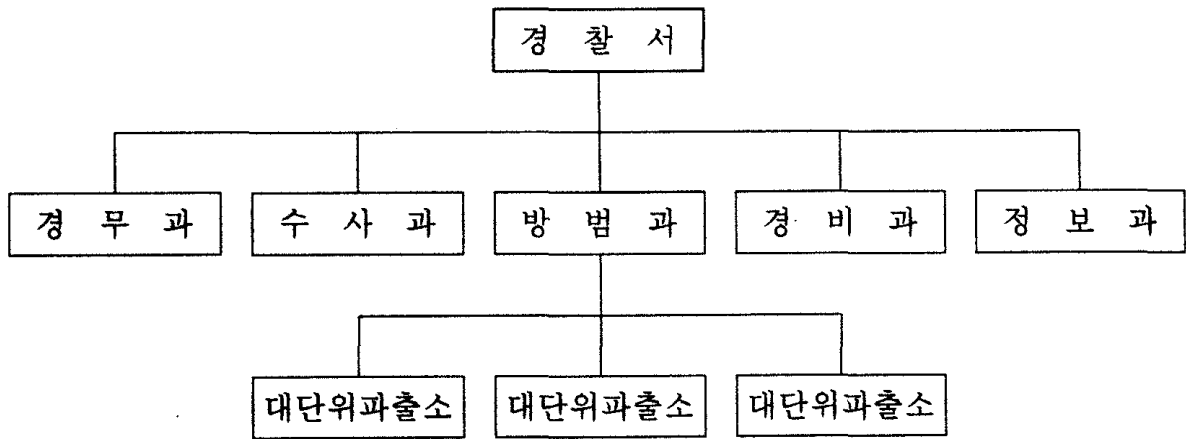 경 찰 서
경 무 과 수 사 과 방 범 과 경 비 과 정 보 과
대단위파출소 대단위파출소 대단위파출소